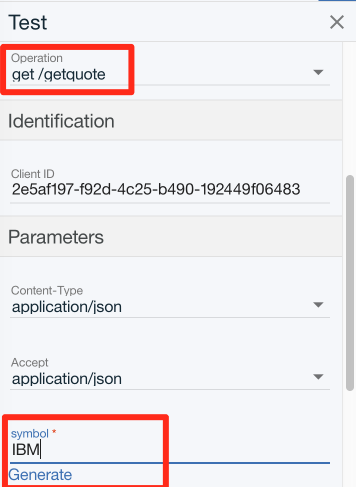 Test
Operation
get /getquote
Identification
Client ID
2e5af197-f92d-4c25-b490-192449f06483
Parameters
Content-Type
application/json
Accept
application/json
symbol *
IBM
Generate